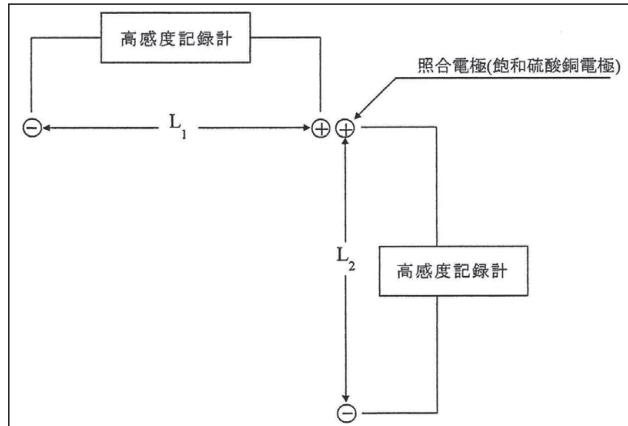 高感度記録計
照合電極(飽和硫酸銅電極)
− L1 + +
L2
高感度記録計
−